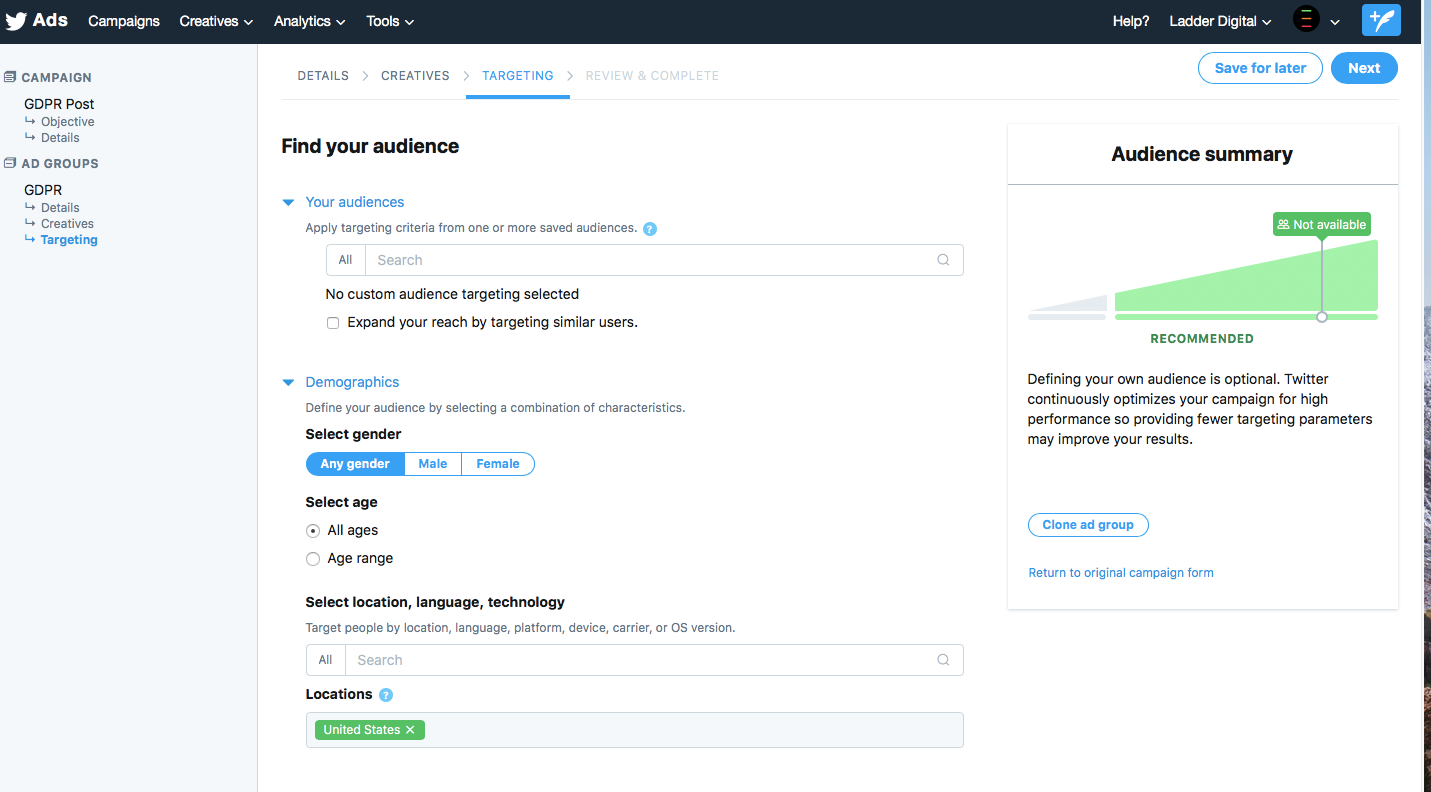 Ads Campaigns Creatives Analytics Tools Help? Ladder Digital
CAMPAIGN
GDPR Post
Objective
Details
AD GROUPS
GDPR
Details
Creatives
Targeting
DETAILS CREATIVES TARGETING REVIEW & COMPLETE
Save for later Next
Find your audience
Your audiences
Apply targeting criteria from one or more saved audiences. ?
All Search
No custom audience targeting selected
Expand your reach by targeting similar users.
Demographics
Define your audience by selecting a combination of characteristics.
Select gender
Any gender Male Female
Select age
All ages
Age range
Select location, language, technology
Target people by location, language, platform, device, carrier, or OS version.
All Search
Locations ?
United States ×
Audience summary
Not available
RECOMMENDED
Defining your own audience is optional. Twitter
continuously optimizes your campaign for high
performance so providing fewer targeting parameters
may improve your results.
Clone ad group
Return to original campaign form